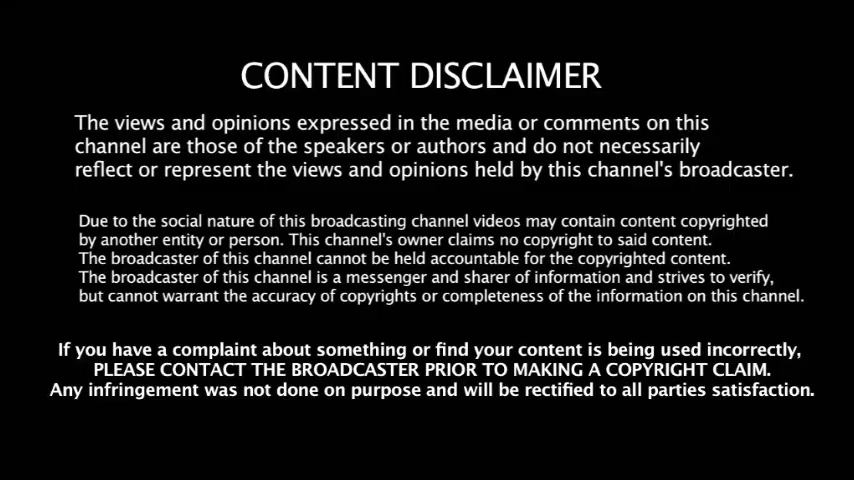 CONTENT DISCLAIMER
The views and opinions expressed in the media or comments on this
channel are those of the speakers or authors and do not necessarily
reflect or represent the views and opinions held by this channel's broadcaster.
Due to the social nature of this broadcasting channel videos may contain content copyrighted
by another entity or person. This channel's owner claims no copyright to said content.
The broadcaster of this channel cannot be held accountable for the copyrighted content.
The broadcaster of this channel is a messenger and sharer of information and strives to verify,
but cannot warrant the accuracy of copyrights or completeness of the information on this channel.
If you have a complaint about something or find your content is being used incorrectly,
PLEASE CONTACT THE BROADCASTER PRIOR TO MAKING A COPYRIGHT CLAIM.
Any infringement was not done on purpose and will be rectified to all parties satisfaction.